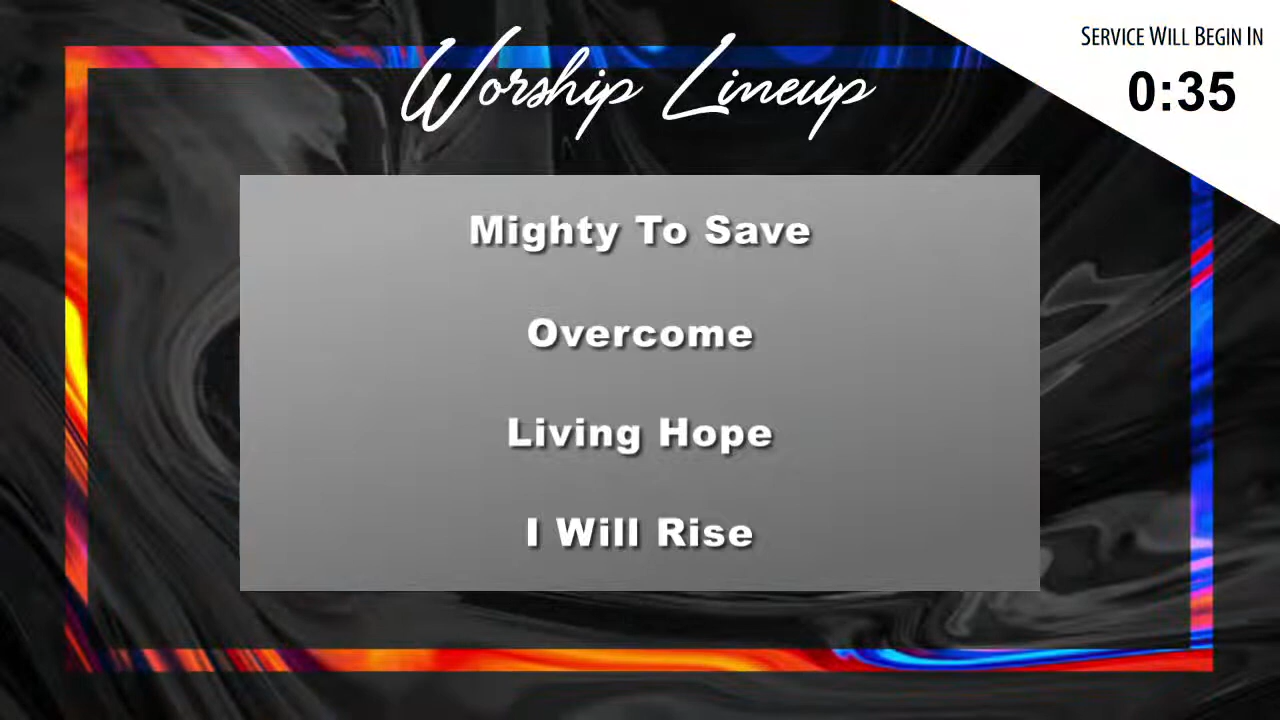 Worship Lineup
SERVICE WILL BEGIN IN
0:35
Mighty To Save
Overcome
Living Hope
I Will Rise